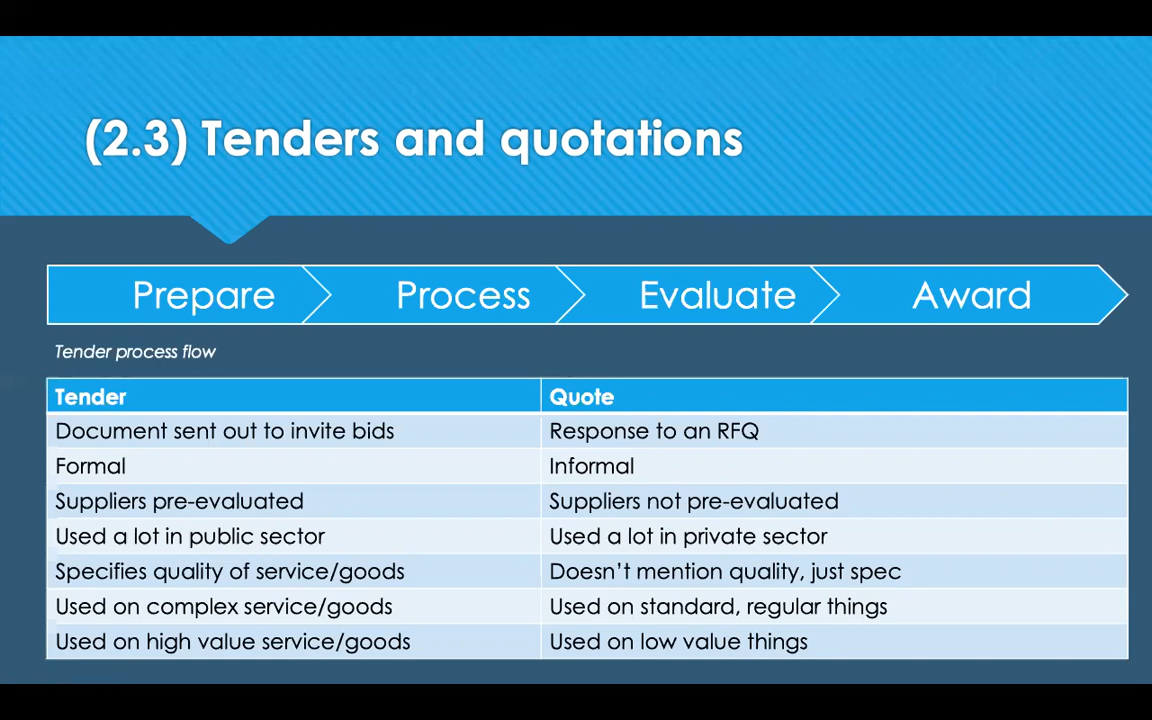 (2.3) Tenders and quotations
Prepare Process Evaluate Award
Tender process flow
Tender Quote
Document sent out to invite bids Response to an RFQ
Formal Informal
Suppliers pre-evaluated Suppliers not pre-evaluated
Used a lot in public sector Used a lot in private sector
Specifies quality of service/goods Doesn’t mention quality, just spec
Used on complex service/goods Used on standard, regular things
Used on high value service/goods Used on low value things